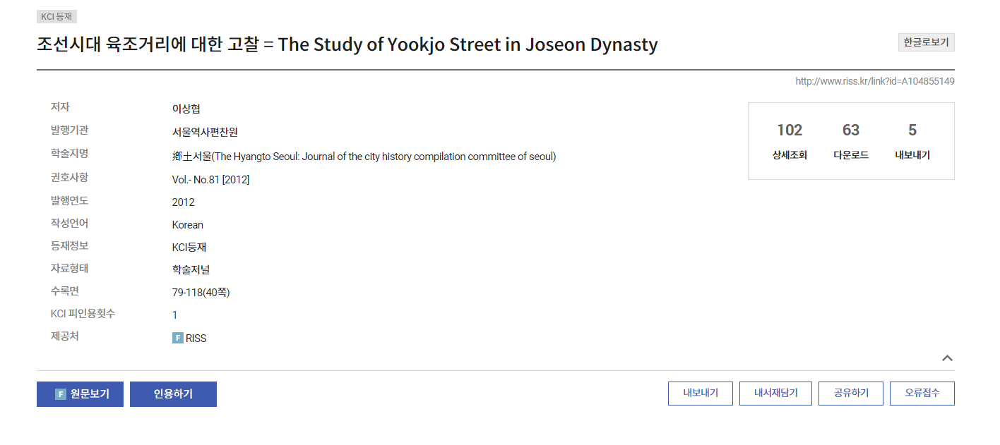 KCI 등재
조선시대 육조거리에 대한 고찰 = The Study of Yookjo Street in Joseon Dynasty
한글로보기
http://www.riss.kr/link?id=A104855149
저자 이상협
발행기관 서울역사편찬원
학술지명 鄕土서울(The Hyangto Seoul: Journal of the city history compilation committee of seoul)
권호사항 Vol.- No.81 [2012]
발행연도 2012
작성언어 Korean
등재정보 KCI등재
자료형태 학술저널
수록면 79-118(40쪽)
KCI 피인용횟수 1
제공처 F RISS
102 63 5
상세조회 다운로드 내보내기
F 원문보기 인용하기 내보내기 내서재담기 공유하기 오류접수